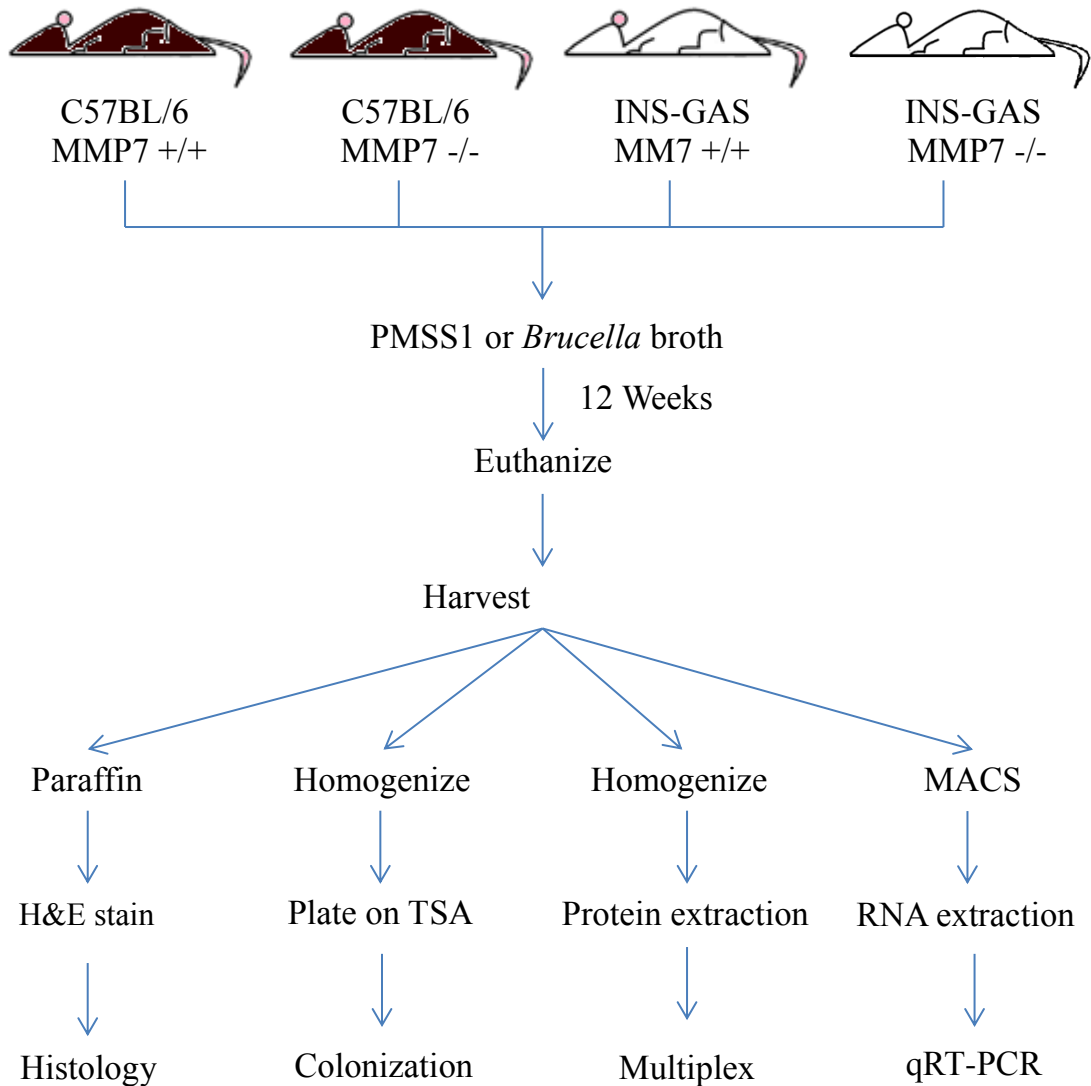 C57BL/6
MMP7 +/+
C57BL/6
MMP7 -/-
INS-GAS
MM7 +/+
INS-GAS
MMP7 -/-
PMSS1 or Brucella broth
12 Weeks
Euthanize
Harvest
Paraffin
Homogenize
Homogenize
MACS
H&E stain
Plate on TSA
Protein extraction
RNA extraction
Histology
Colonization
Multiplex
qRT-PCR